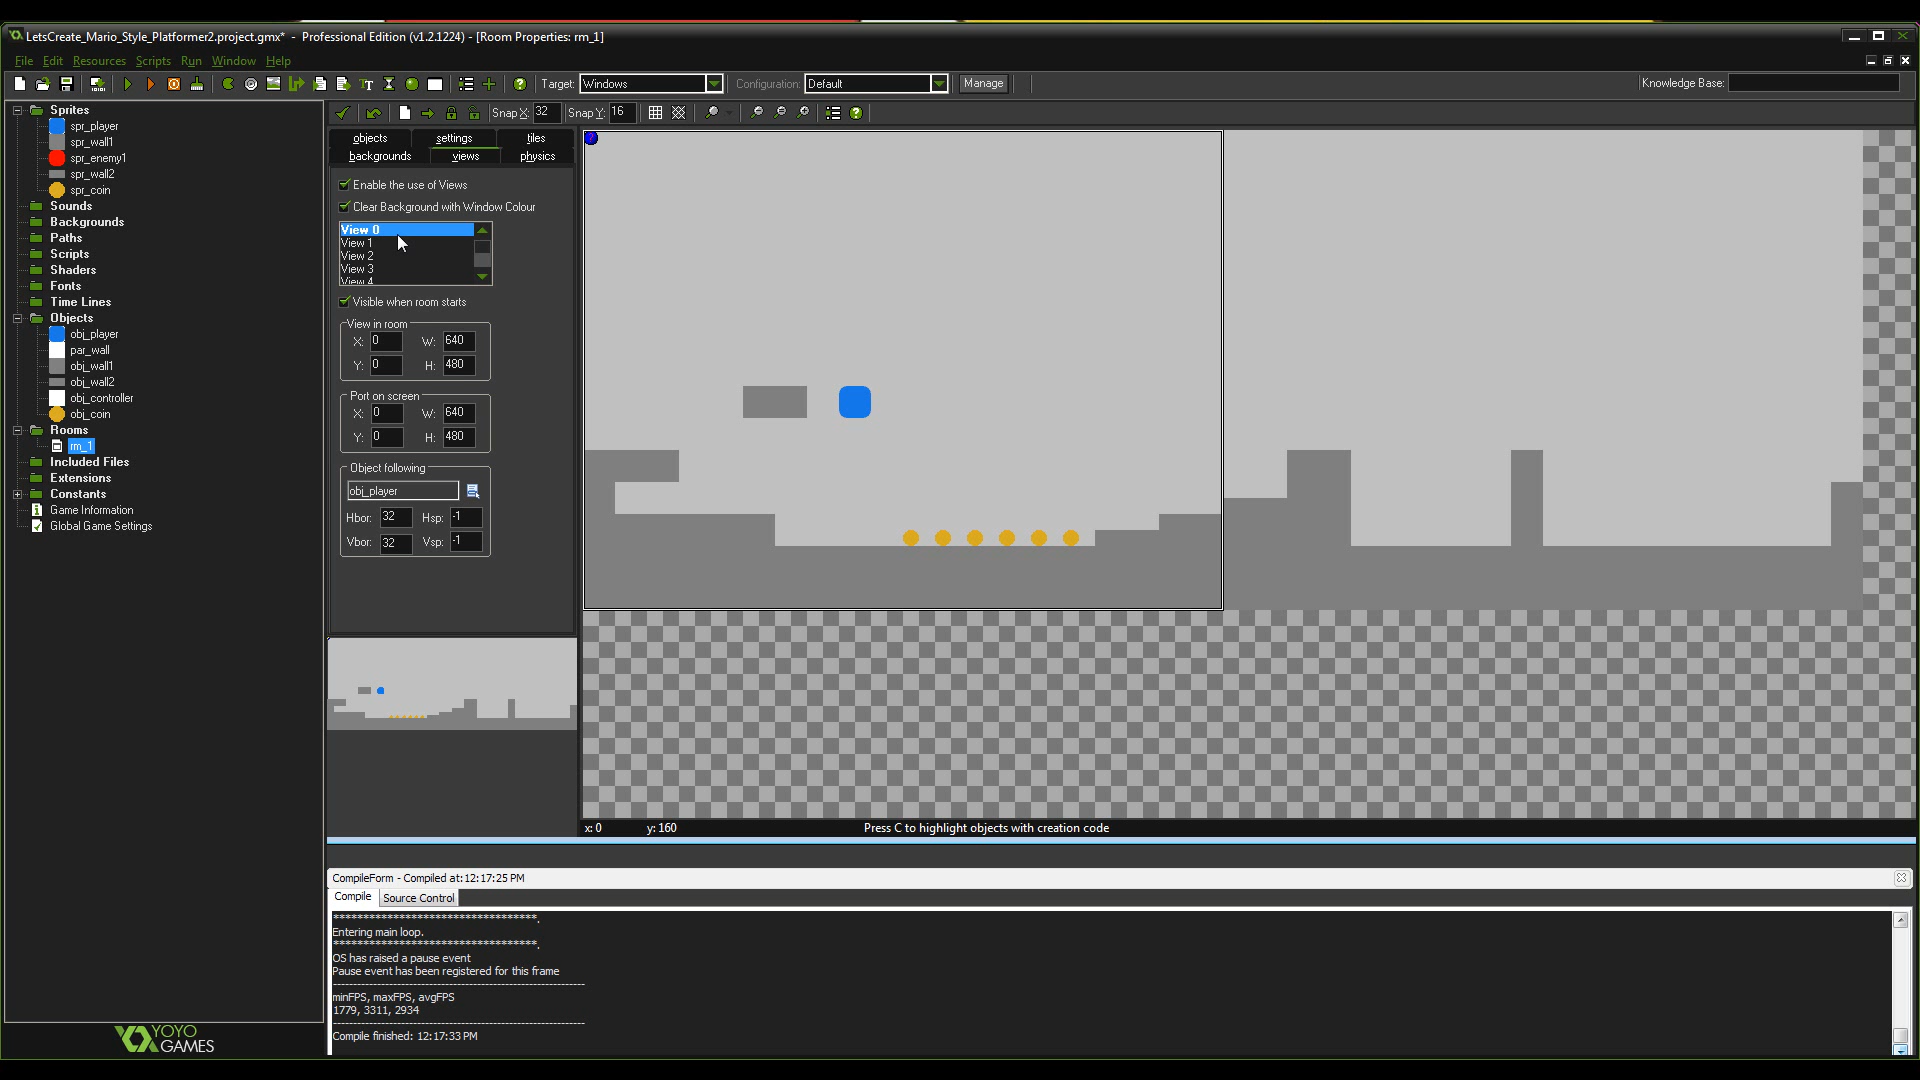 LetsCreate_Mario_Style_Platformer2.project.gmx* - Professional Edition (v1.2.1224) - [Room Properties: rm_1]
File Edit Resources Scripts Run Window Help
Target: Windows Configuration: Default Manage Knowledge Base:
Snap X: 32 Snap Y: 16
Sprites
spr_player
spr_wall1
spr_enemy1
spr_wall2
spr_coin
Sounds
Backgrounds
Paths
Scripts
Shaders
Fonts
Time Lines
Objects
obj_player
par_wall
obj_wall1
obj_wall2
obj_controller
obj_coin
Rooms
rm_1
Included Files
Extensions
Constants
Game Information
Global Game Settings
YOYO
GAMES
objects settings tiles
backgrounds views physics
Enable the use of Views
Clear Background with Window Colour
View 0
View 1
View 2
View 3
View 4
Visible when room starts
View in room
X: 0 W: 640
Y: 0 H: 480
Port on screen
X: 0 W: 640
Y: 0 H: 480
Object following
obj_player
Hbor: 32 Hsp: -1
Vbor: 32 Vsp: -1
x: 0 y: 160 Press C to highlight objects with creation code
CompileForm - Compiled at: 12:17:25 PM
Compile Source Control
**********************************.
Entering main loop.
**********************************.
OS has raised a pause event
Pause event has been registered for this frame
minFPS, maxFPS, avgFPS
1779, 3311, 2934
Compile finished: 12:17:33 PM